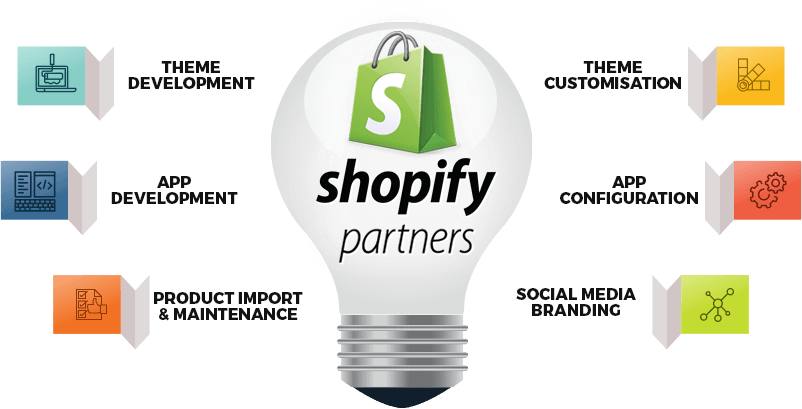 THEME
DEVELOPMENT
APP
DEVELOPMENT
PRODUCT IMPORT
& MAINTENANCE
S
shopify
partners
THEME
CUSTOMISATION
APP
CONFIGURATION
SOCIAL MEDIA
BRANDING